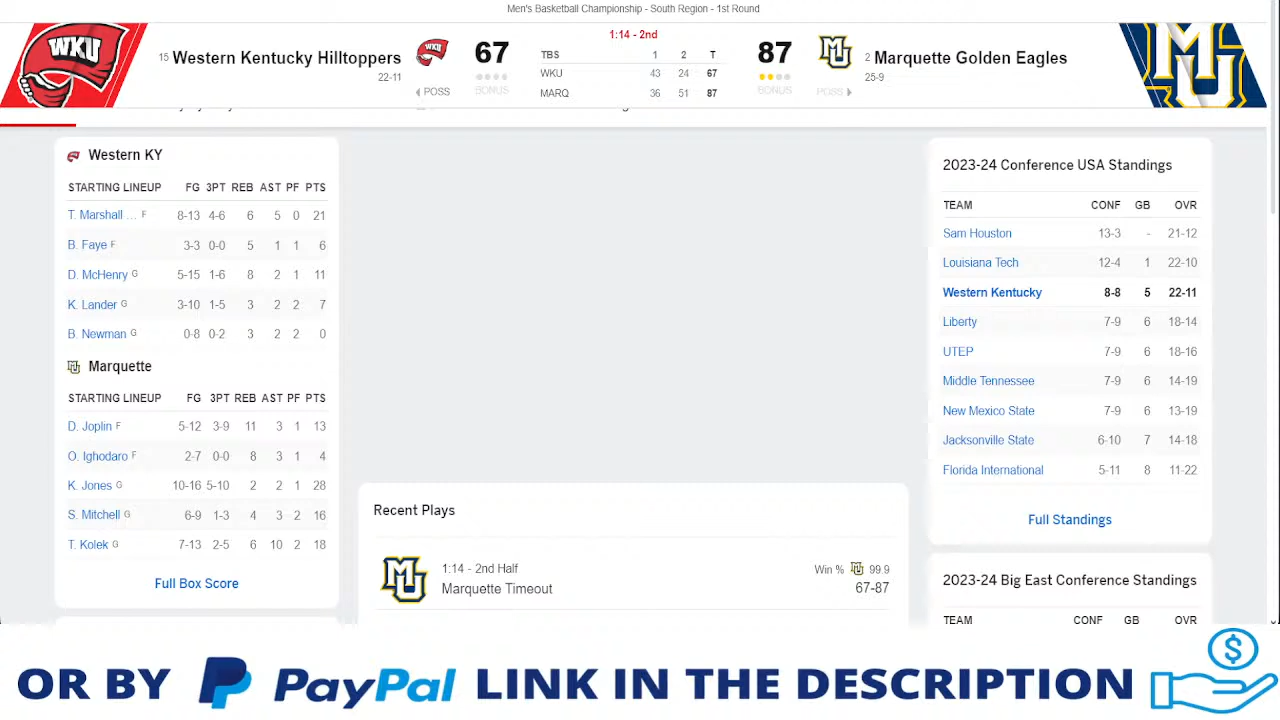 Men's Basketball Championship - South Region - 1st Round
WKU
15 Western Kentucky Hilltoppers
22-11
WKU
67
BONUS
POSS
1:14 - 2nd
TBS 1 2 T
WKU 43 24 67
MARQ 36 51 87
87
BONUS
POSS
MU
2 Marquette Golden Eagles
25-9
MU
Western KY
STARTING LINEUP FG 3PT REB AST PF PTS
T. Marshall ... F 8-13 4-6 6 5 0 21
B. Faye F 3-3 0-0 5 1 1 6
D. McHenry G 5-15 1-6 8 2 1 11
K. Lander G 3-10 1-5 3 2 2 7
B. Newman G 0-8 0-2 3 2 2 0
Marquette
STARTING LINEUP FG 3PT REB AST PF PTS
D. Joplin F 5-12 3-9 11 3 1 13
O. Ighodaro F 2-7 0-0 8 3 1 4
K. Jones G 10-16 5-10 2 2 1 28
S. Mitchell G 6-9 1-3 4 3 2 16
T. Kolek G 7-13 2-5 6 10 2 18
Full Box Score
Recent Plays
MU
1:14 - 2nd Half
Marquette Timeout
Win % MU 99.9
67-87
2023-24 Conference USA Standings
TEAM CONF GB OVR
Sam Houston 13-3 - 21-12
Louisiana Tech 12-4 1 22-10
Western Kentucky 8-8 5 22-11
Liberty 7-9 6 18-14
UTEP 7-9 6 18-16
Middle Tennessee 7-9 6 14-19
New Mexico State 7-9 6 13-19
Jacksonville State 6-10 7 14-18
Florida International 5-11 8 11-22
Full Standings
2023-24 Big East Conference Standings
TEAM CONF GB OVR
OR BY PayPal LINK IN THE DESCRIPTION
$